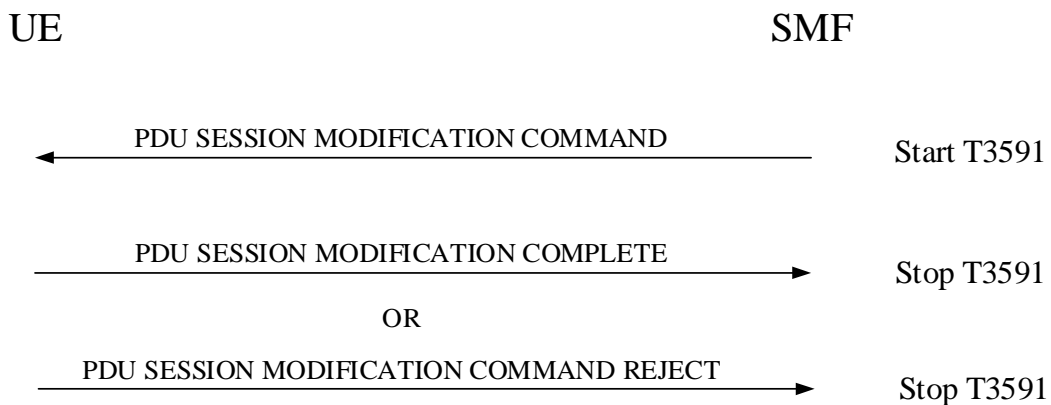 UE SMF
PDU SESSION MODIFICATION COMMAND Start T3591
PDU SESSION MODIFICATION COMPLETE Stop T3591
OR
PDU SESSION MODIFICATION COMMAND REJECT Stop T3591